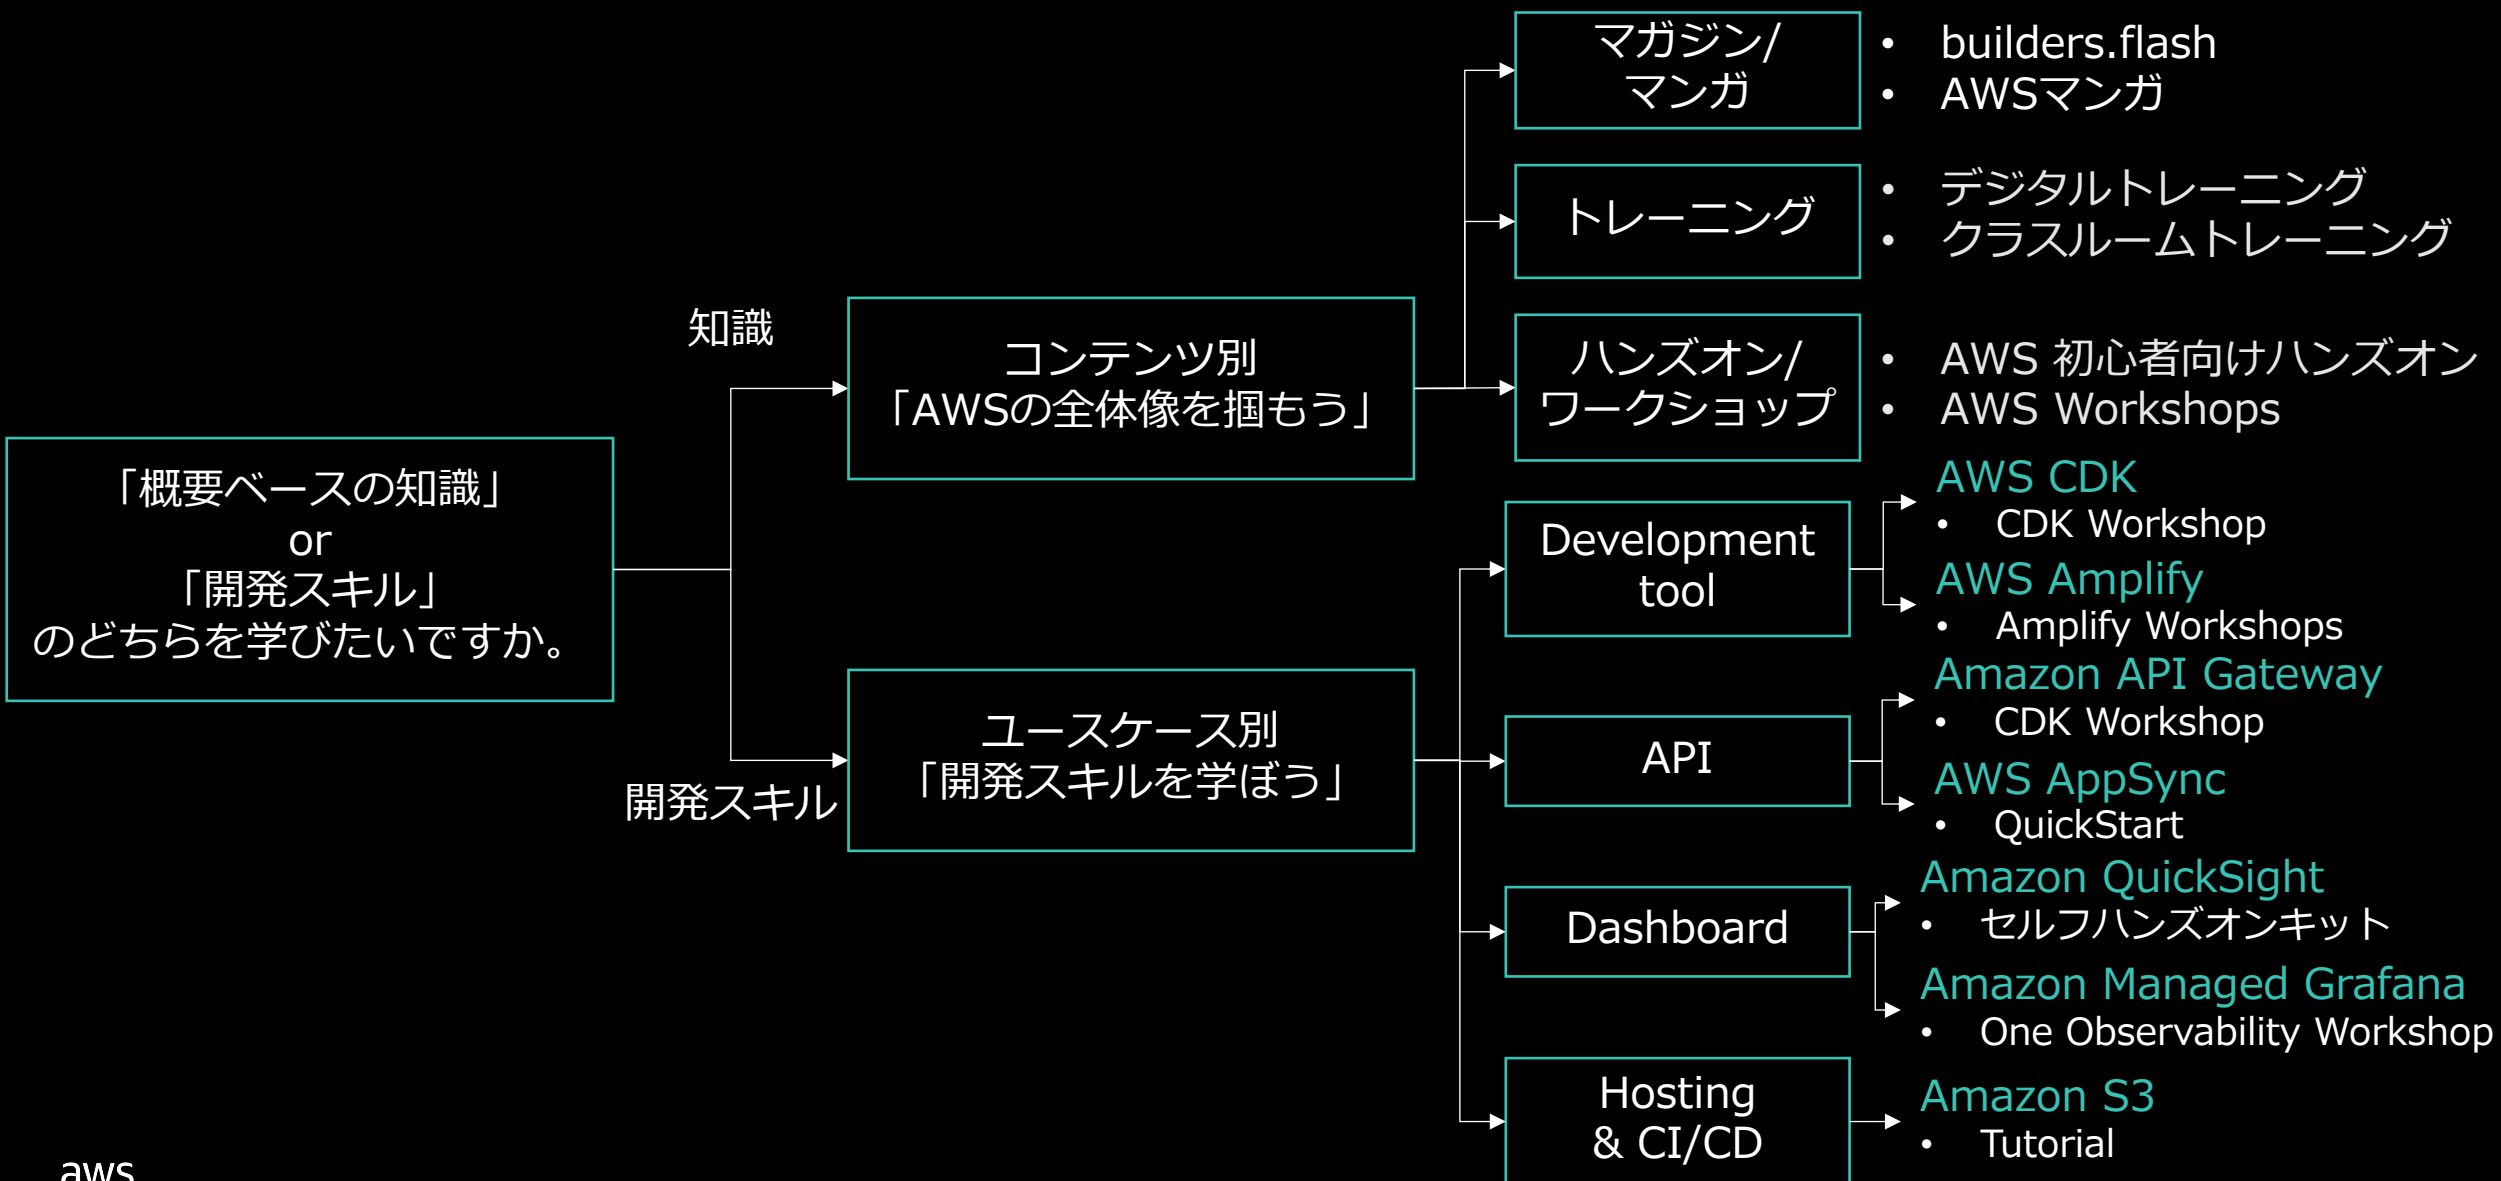 「概要ベースの知識」
or
「開発スキル」
のどちらを学びたいですか。
知識
開発スキル
コンテンツ別
「AWSの全体像を掴もう」
ユースケース別
「開発スキルを学ぼう」
マガジン/
マンガ
• builders.flash
• AWSマンガ
トレーニング
• デジタルトレーニング
• クラスルームトレーニング
ハンズオン/
ワークショップ
• AWS 初心者向けハンズオン
• AWS Workshops
Development
tool
AWS CDK
• CDK Workshop
AWS Amplify
• Amplify Workshops
API
Amazon API Gateway
• CDK Workshop
AWS AppSync
• QuickStart
Dashboard
Amazon QuickSight
• セルフハンズオンキット
Amazon Managed Grafana
• One Observability Workshop
Hosting
& CI/CD
Amazon S3
• Tutorial
aws